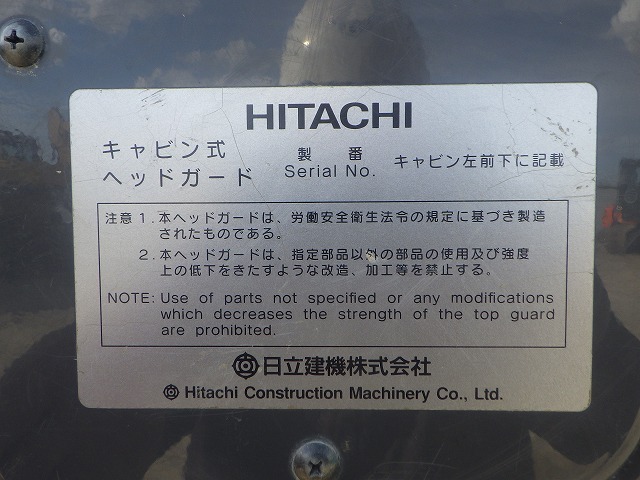 HITACHI
キャビン式 製番 キャビン左前下に記載
ヘッドガード Serial No.
注意 1. 本ヘッドガードは、労働安全衛生法令の規定に基づき製造
されたものである。
2. 本ヘッドガードは、指定部品以外の部品の使用及び強度
上の低下をきたすような改造、加工等を禁止する。
NOTE: Use of parts not specified or any modifications
which decreases the strength of the top guard
are prohibited.
日立建機株式会社
Hitachi Construction Machinery Co., Ltd.